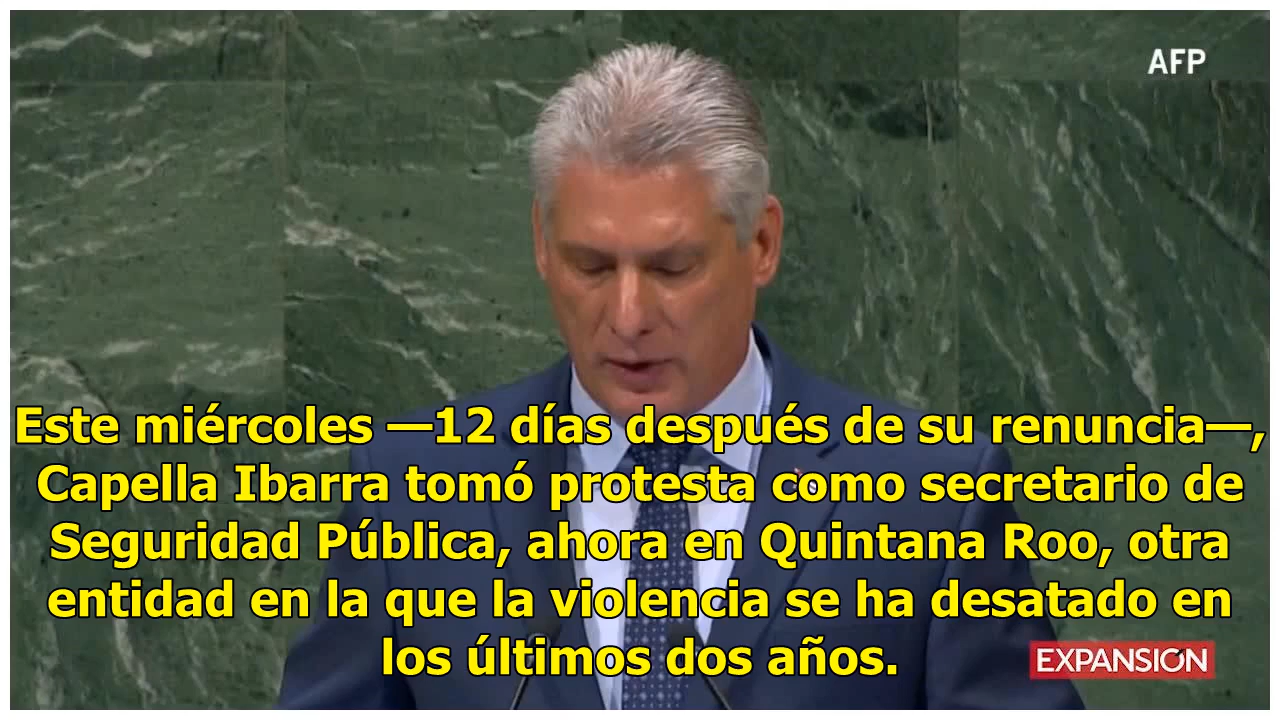 AFP
Este miércoles —12 días después de su renuncia—,
Capella Ibarra tomó protesta como secretario de
Seguridad Pública, ahora en Quintana Roo, otra
entidad en la que la violencia se ha desatado en
los últimos dos años.
EXPANSIÓN